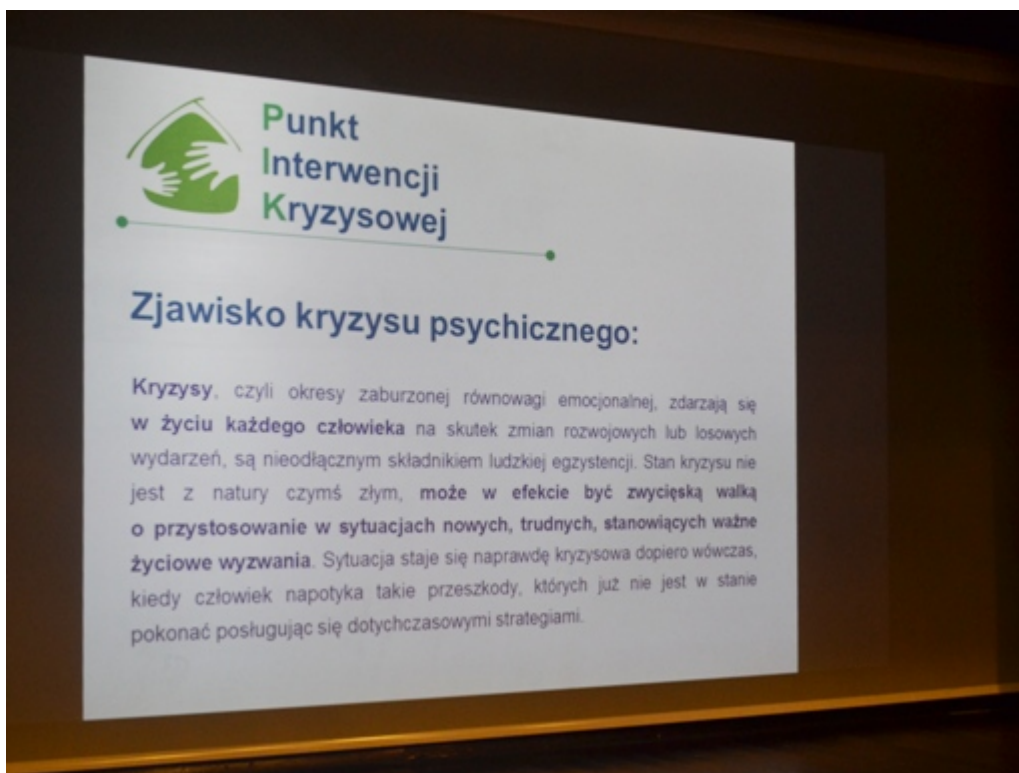 Punkt
Interwencji
Kryzysowej
Zjawisko kryzysu psychicznego:
Kryzysy, czyli okresy zaburzonej równowagi emocjonalnej, zdarzają się
w życiu każdego człowieka na skutek zmian rozwojowych lub losowych
wydarzeń, są nieodłącznym składnikiem ludzkiej egzystencji. Stan kryzysu nie
jest z natury czymś złym, może w efekcie być zwycięską walką
o przystosowanie w sytuacjach nowych, trudnych, stanowiących ważne
życiowe wyzwania. Sytuacja staje się naprawdę kryzysowa dopiero wówczas,
kiedy człowiek napotyka takie przeszkody, których już nie jest w stanie
pokonać posługując się dotychczasowymi strategiami.